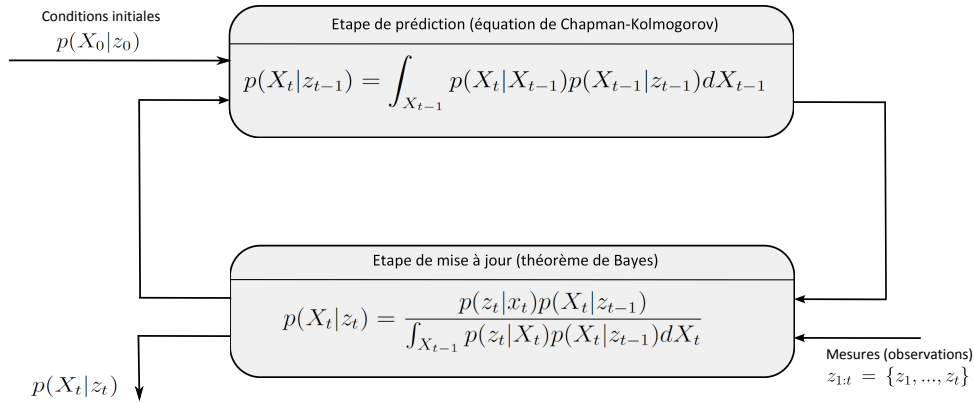 Conditions initiales
p(X_0|z_0)
Etape de prédiction (équation de Chapman-Kolmogorov)
p(X_t|z_{t-1}) = ∫_{X_{t-1}} p(X_t|X_{t-1})p(X_{t-1}|z_{t-1})dX_{t-1}
Etape de mise à jour (théorème de Bayes)
p(X_t|z_t) = \frac{p(z_t|x_t)p(X_t|z_{t-1})}{∫_{X_{t-1}} p(z_t|X_t)p(X_t|z_{t-1})dX_t}
Mesures (observations)
z_{1:t} = {z_1, ..., z_t}
p(X_t|z_t)